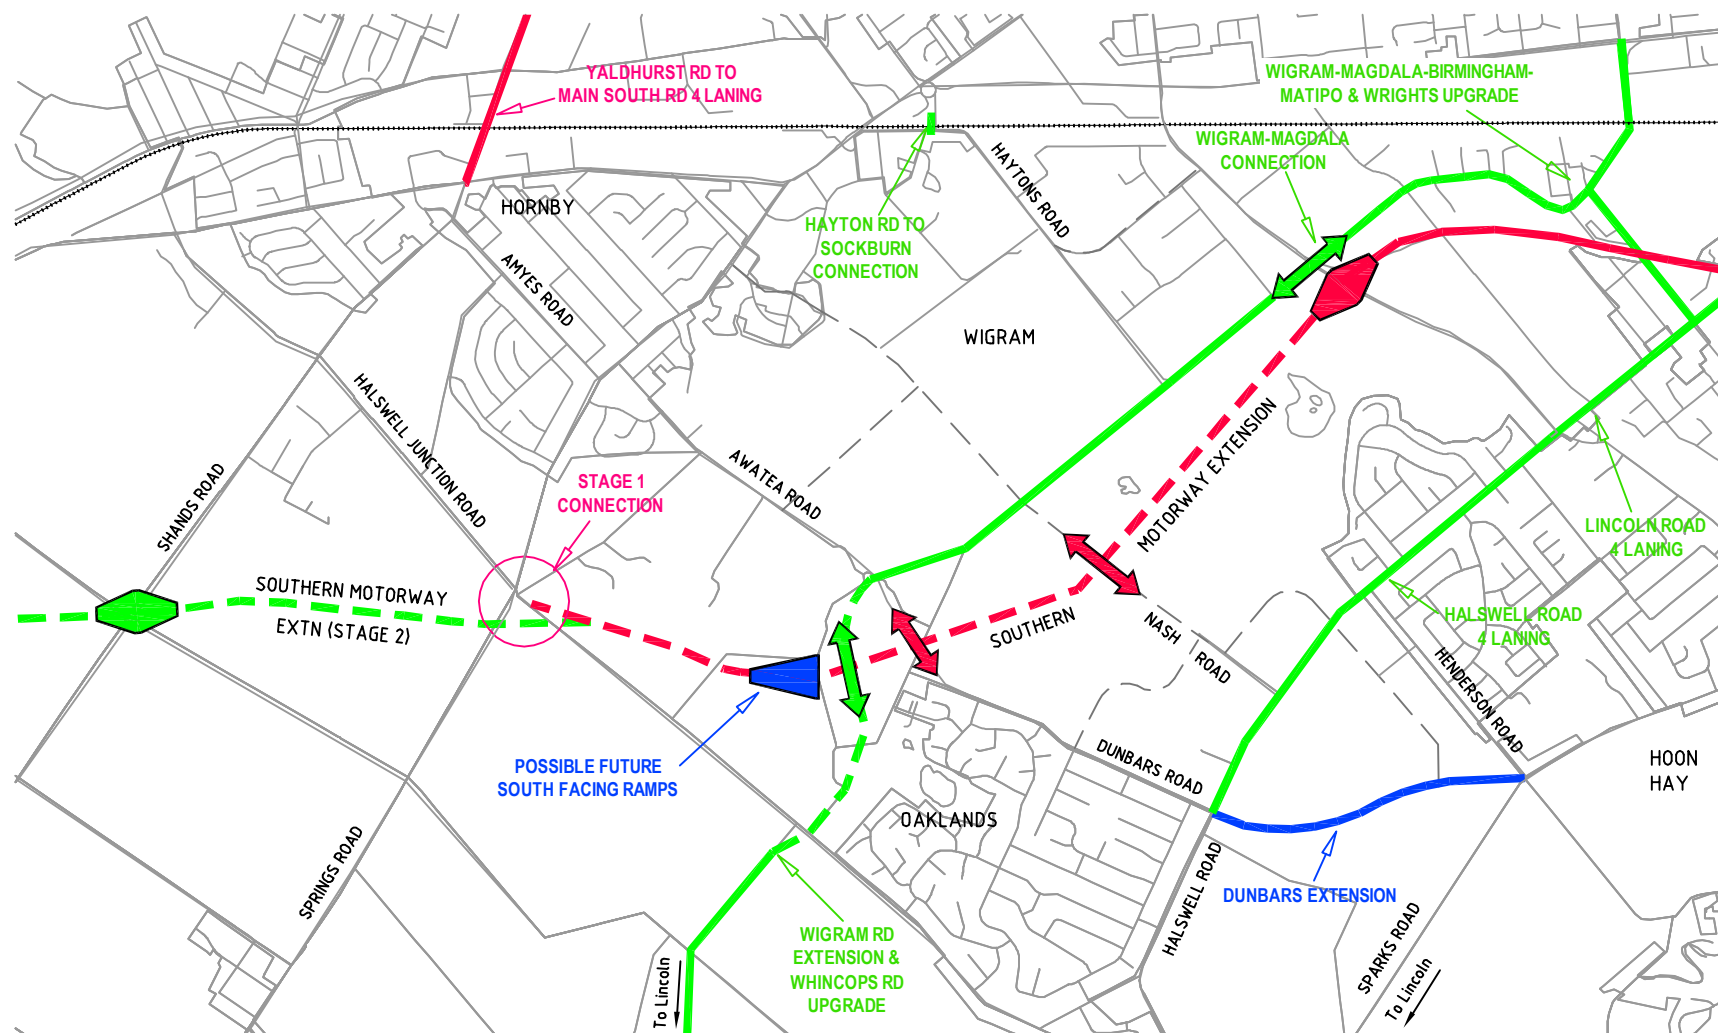 YALDHURST RD TO
MAIN SOUTH RD 4 LANING
WIGRAM-MAGDALA-BIRMINGHAM-
MATIPO & WRIGHTS UPGRADE
WIGRAM-MAGDALA
CONNECTION
HAYTONS ROAD
HORNBY
HAYTON RD TO
SOCKBURN
CONNECTION
AMYES ROAD
WIGRAM
HALSWELL JUNCTION ROAD
SHANDS ROAD
STAGE 1
CONNECTION
AWATEA ROAD
MOTORWAY EXTENSION
LINCOLN ROAD
4 LANING
SOUTHERN MOTORWAY
EXTN (STAGE 2)
SOUTHERN
NASH ROAD
HALSWELL ROAD
4 LANING
HENDERSON ROAD
POSSIBLE FUTURE
SOUTH FACING RAMPS
DUNBARS ROAD
HOON
HAY
OAKLANDS
SPRINGS ROAD
HALSWELL ROAD
DUNBARS EXTENSION
WIGRAM RD
EXTENSION &
WHINCOPS RD
UPGRADE
SPARKS ROAD
To Lincoln
To Lincoln